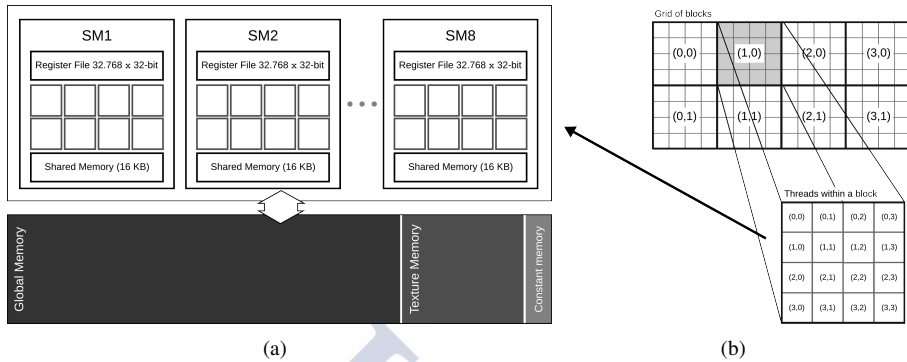 SM1
SM2
SM8
Register File 32.768 x 32-bit
Register File 32.768 x 32-bit
Register File 32.768 x 32-bit
Shared Memory (16 KB)
Shared Memory (16 KB)
Shared Memory (16 KB)
Global Memory
Texture Memory
Constant memory
(a)
Grid of blocks
(0,0) (1,0) (2,0) (3,0)
(0,1) (1,1) (2,1) (3,1)
Threads within a block
(0,0) (0,1) (0,2) (0,3)
(1,0) (1,1) (1,2) (1,3)
(2,0) (2,1) (2,2) (2,3)
(3,0) (3,1) (3,2) (3,3)
(b)